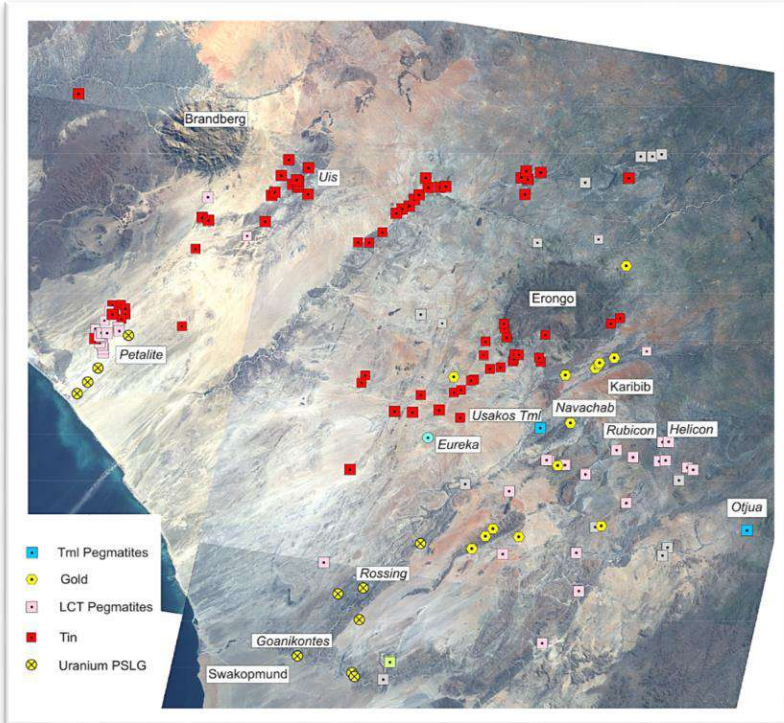 Brandberg
Uis
Erongo
Petalite
Karibib
Navachab
Usakos Tml
Rubicon
Helicon
Eureka
Otjua
Tml Pegmatites
Gold
LCT Pegmatites
Tin
Uranium PSLG
Rossing
Goanikontes
Swakopmund